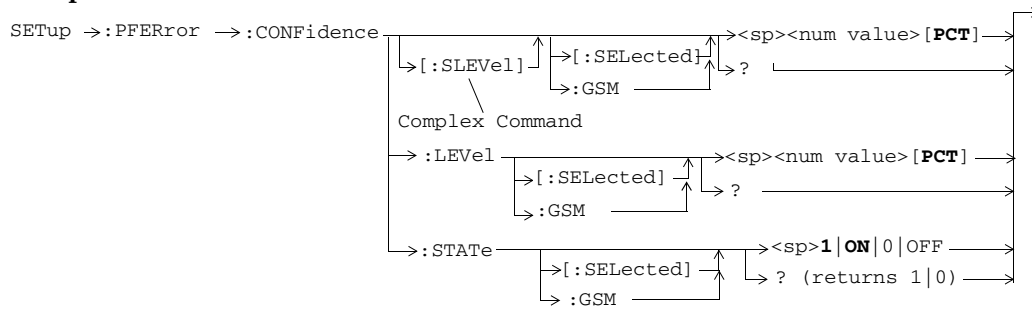 SETup :PFERror :CONFidence <sp><num value>[PCT]
[:SLEVel] [:SELected] ?
:GSM
Complex Command
:LEVel <sp><num value>[PCT]
[:SELected] ?
:GSM
:STATe <sp>1|ON|0|OFF
[:SELected] ? (returns 1|0)
:GSM